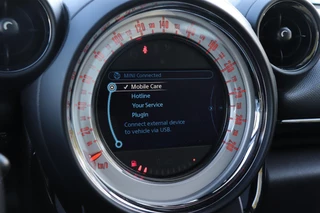 MINI Connected
✓ Mobile Care
Hotline
Your Service
PlugIn
Connect external device
to vehicle via USB.